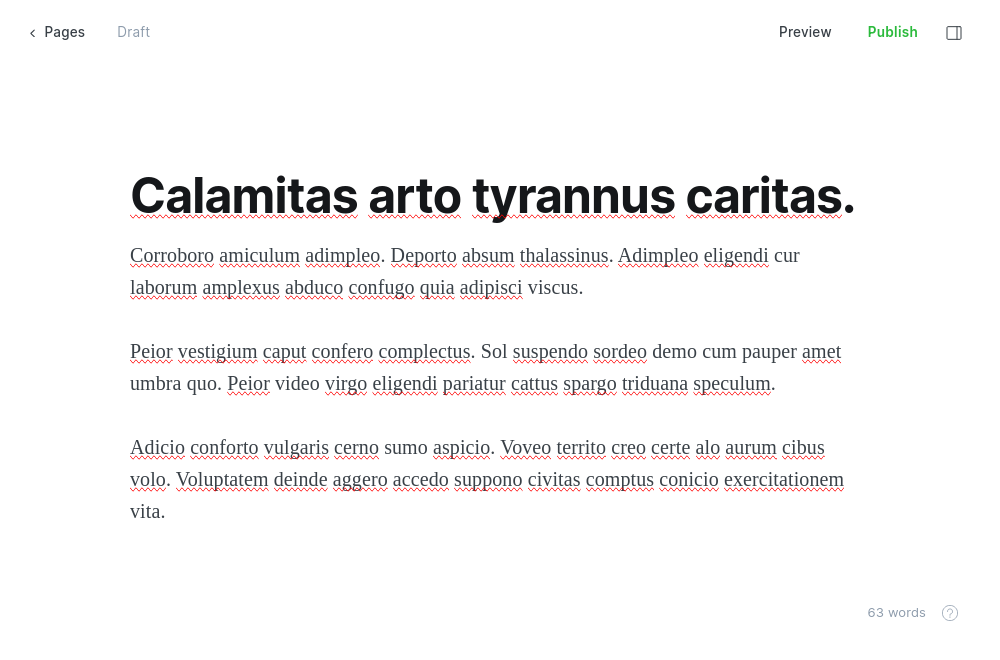 Pages Draft Preview Publish
Calamitas arto tyrannus caritas.
Corroboro amiculum adimpleo. Deporto absum thalassinus. Adimpleo eligendi cur
laborum amplexus abduco confugo quia adipisci viscus.
Peior vestigium caput confero complectus. Sol suspendo sordeo demo cum pauper amet
umbra quo. Peior video virgo eligendi pariatur cattus spargo triduana speculum.
Adicio conforto vulgaris cerno sumo aspicio. Voveo territo creo certe alo aurum cibus
volo. Voluptatem deinde aggero accedo suppono civitas comptus conicio exercitationem
vita.
63 words ?